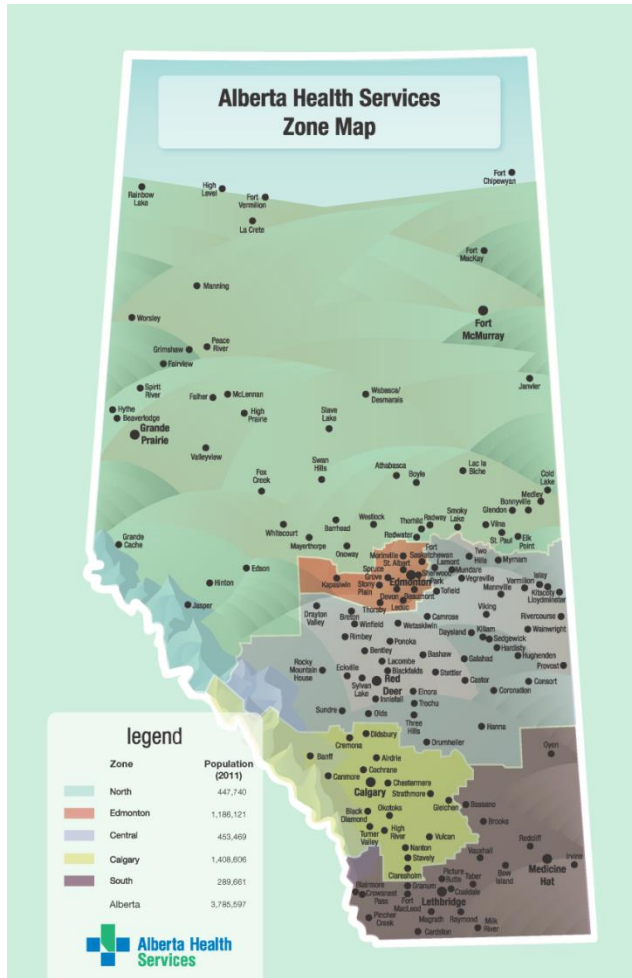 Alberta Health Services
Zone Map
Fort
Chipewyan
Rainbow
Lake
High
Level
Fort
Vermilion
La Crete
Fort
MacKay
Manning
Worsley
Fort
McMurray
Grimshaw
Peace
River
Fairview
Spirit
River
Falher
McLennan
Wabasca/
Desmarais
Janvier
Hythe
Beaverlodge
Grande
Prairie
High
Prairie
Slave
Lake
Valleyview
Fox
Creek
Swan
Hills
Athabasca
Boyle
Lac la
Biche
Cold
Lake
Medley
Bonnyville
Glendon
Whitecourt
Barrhead
Westlock
Thorhild
Radway
Smoky
Lake
Vilna
St. Paul
Elk
Point
Redwater
Mayerthorpe
Onoway
Grande
Cache
Morinville
St. Albert
Fort
Saskatchewan
Lamont
Two
Hills
Myrnam
Edson
Hinton
Jasper
Kapaswin
Spruce
Grove
Stony
Plain
Edmonton
Sherwood
Park
Mundare
Vegreville
Mannville
Vermilion
Islay
Kitscoty
Lloydminster
Devon
Beaumont
Tofield
Thorsby
Leduc
Drayton
Valley
Breton
Winfield
Wetaskiwin
Camrose
Viking
Rivercourse
Daysland
Killam
Sedgewick
Wainwright
Rimbey
Ponoka
Hardisty
Bentley
Bashaw
Galahad
Hughenden
Rocky
Mountain
House
Eckville
Lacombe
Blackfalds
Stettler
Provost
Sylvan
Lake
Red
Deer
Castor
Consort
Innisfail
Elnora
Coronation
Sundre
Olds
Trochu
Three
Hills
Hanna
Didsbury
Cremona
Drumheller
Oyen
Banff
Airdrie
Cochrane
Canmore
Chestermere
Calgary
Strathmore
Gleichen
Bassano
Black
Diamond
Okotoks
Brooks
Turner
Valley
High
River
Vulcan
Redcliff
Nanton
Stavely
Vauxhall
Medicine
Hat
Irvine
Claresholm
Picture
Butte
Taber
Bow
Island
Blairmore
Crowsnest
Pass
Granum
Coaldale
Fort
MacLeod
Lethbridge
Pincher
Creek
Magrath
Raymond
Milk
River
Cardston
legend
Zone
Population
(2011)
North 447,740
Edmonton 1,186,121
Central 453,469
Calgary 1,408,606
South 289,661
Alberta 3,785,597
Alberta Health
Services